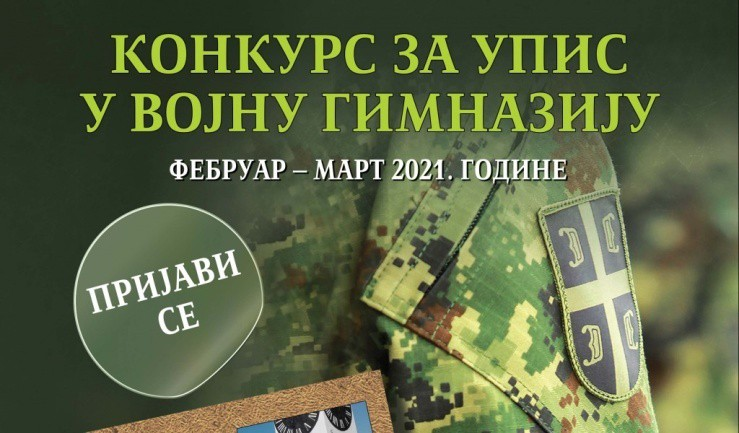 КОНКУРС ЗА УПИС
У ВОЈНУ ГИМНАЗИЈУ
ФЕБРУАР – МАРТ 2021. ГОДИНЕ
ПРИЈАВИ
СЕ